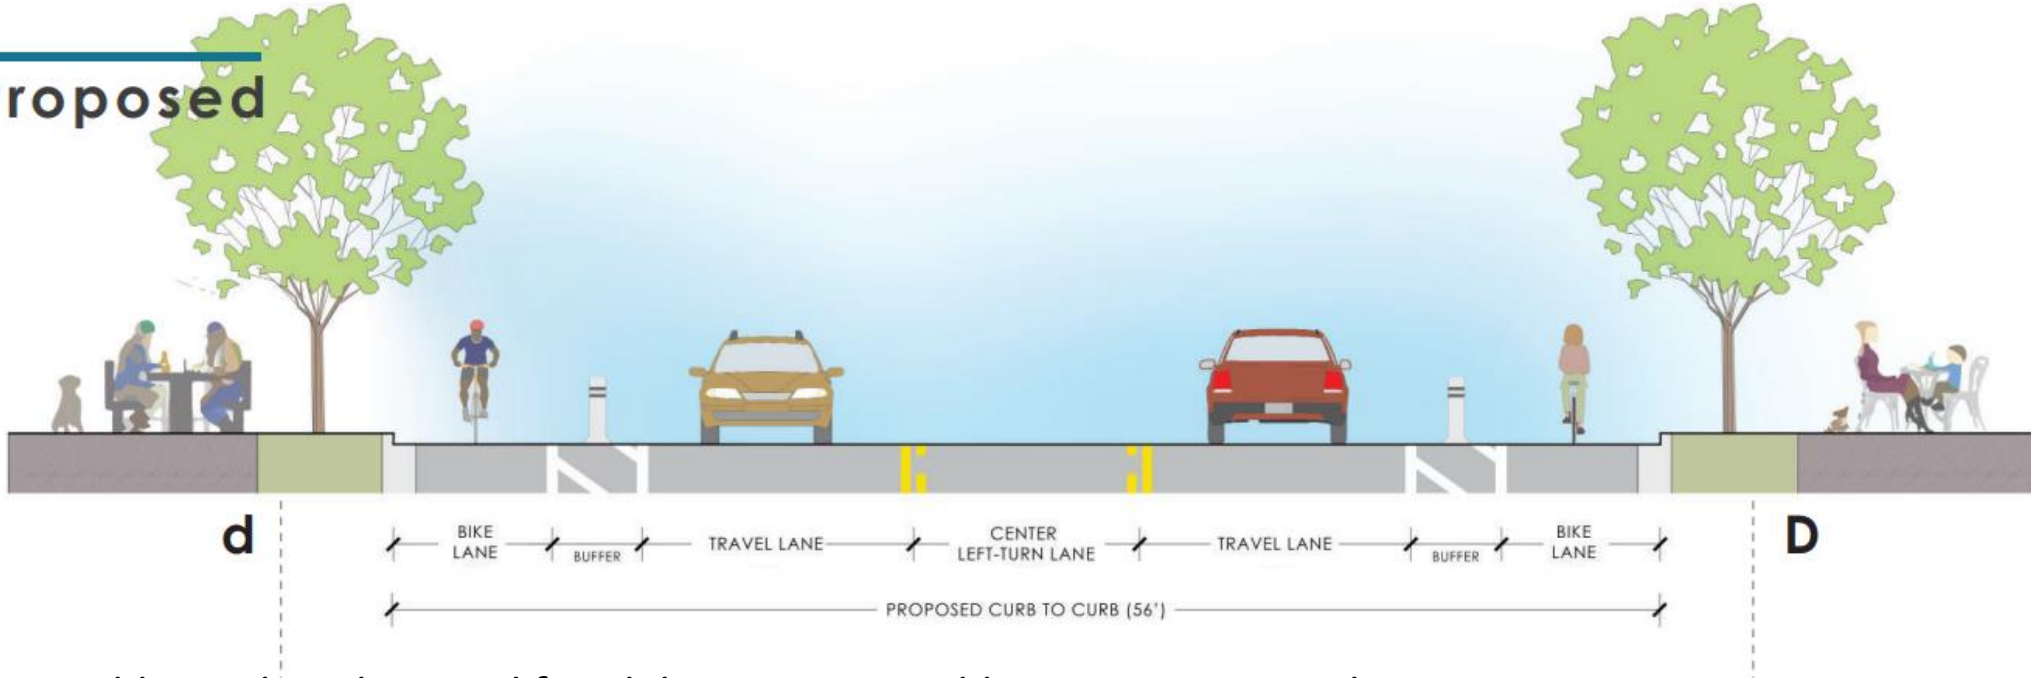 roposed
d
BIKE
LANE
BUFFER
TRAVEL LANE
CENTER
LEFT-TURN LANE
TRAVEL LANE
BUFFER
BIKE
LANE
D
PROPOSED CURB TO CURB (56')